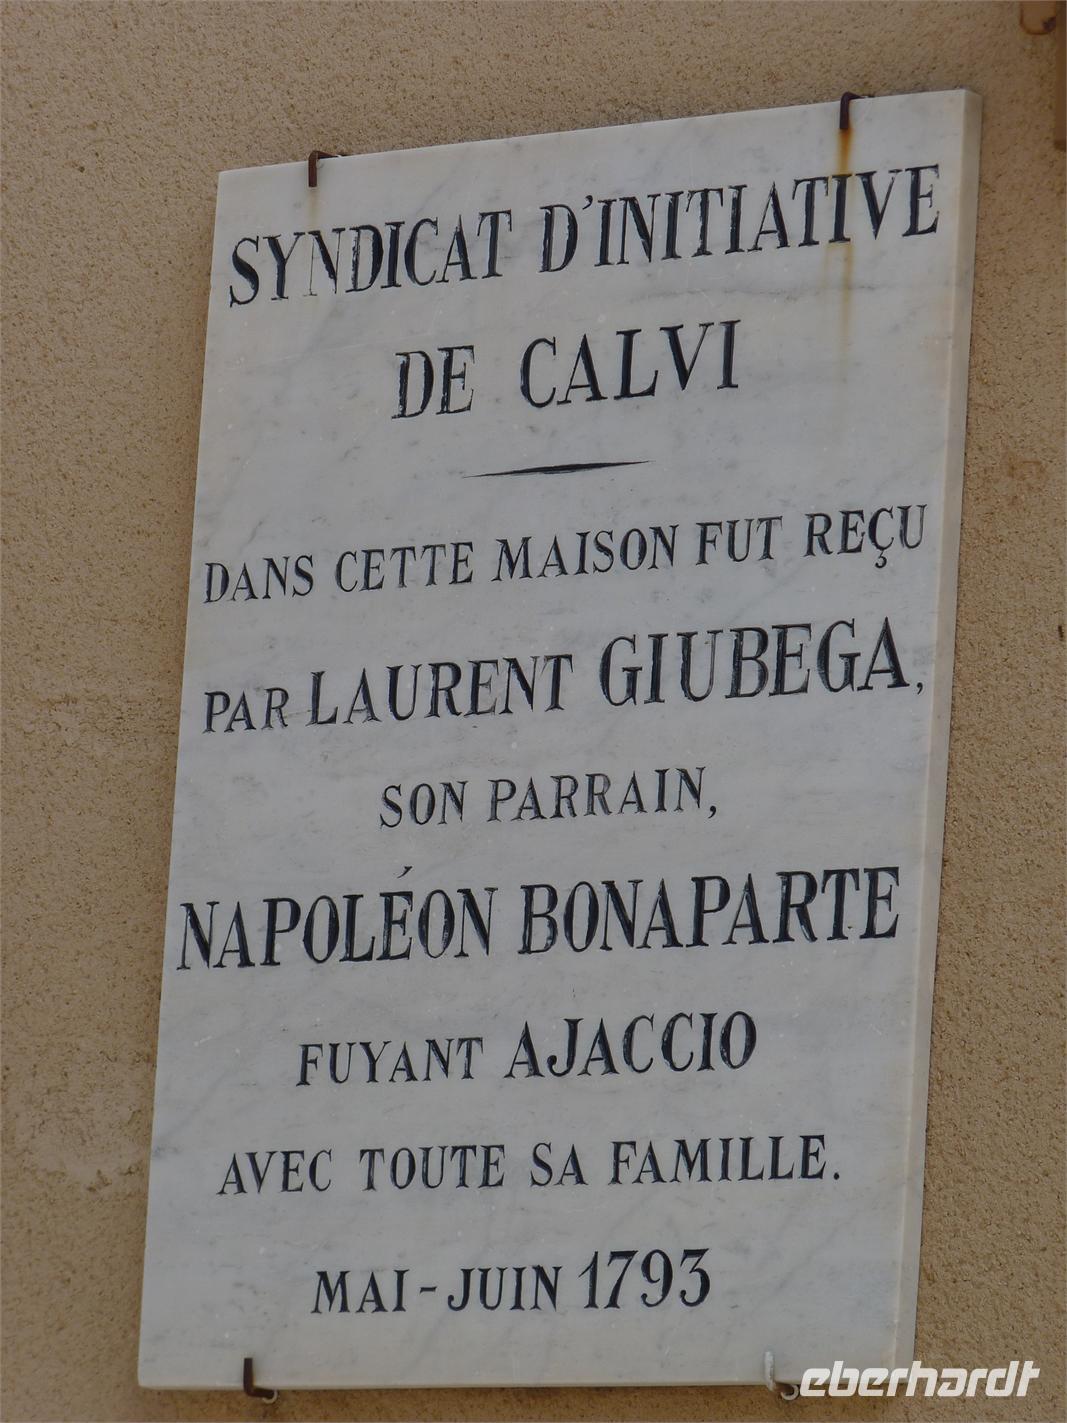 SYNDICAT D'INITIATIVE
DE CALVI
DANS CETTE MAISON FUT REÇU
PAR LAURENT GIUBEGA,
SON PARRAIN,
NAPOLÉON BONAPARTE
FUYANT AJACCIO
AVEC TOUTE SA FAMILLE.
MAI-JUIN 1793
eberhardt